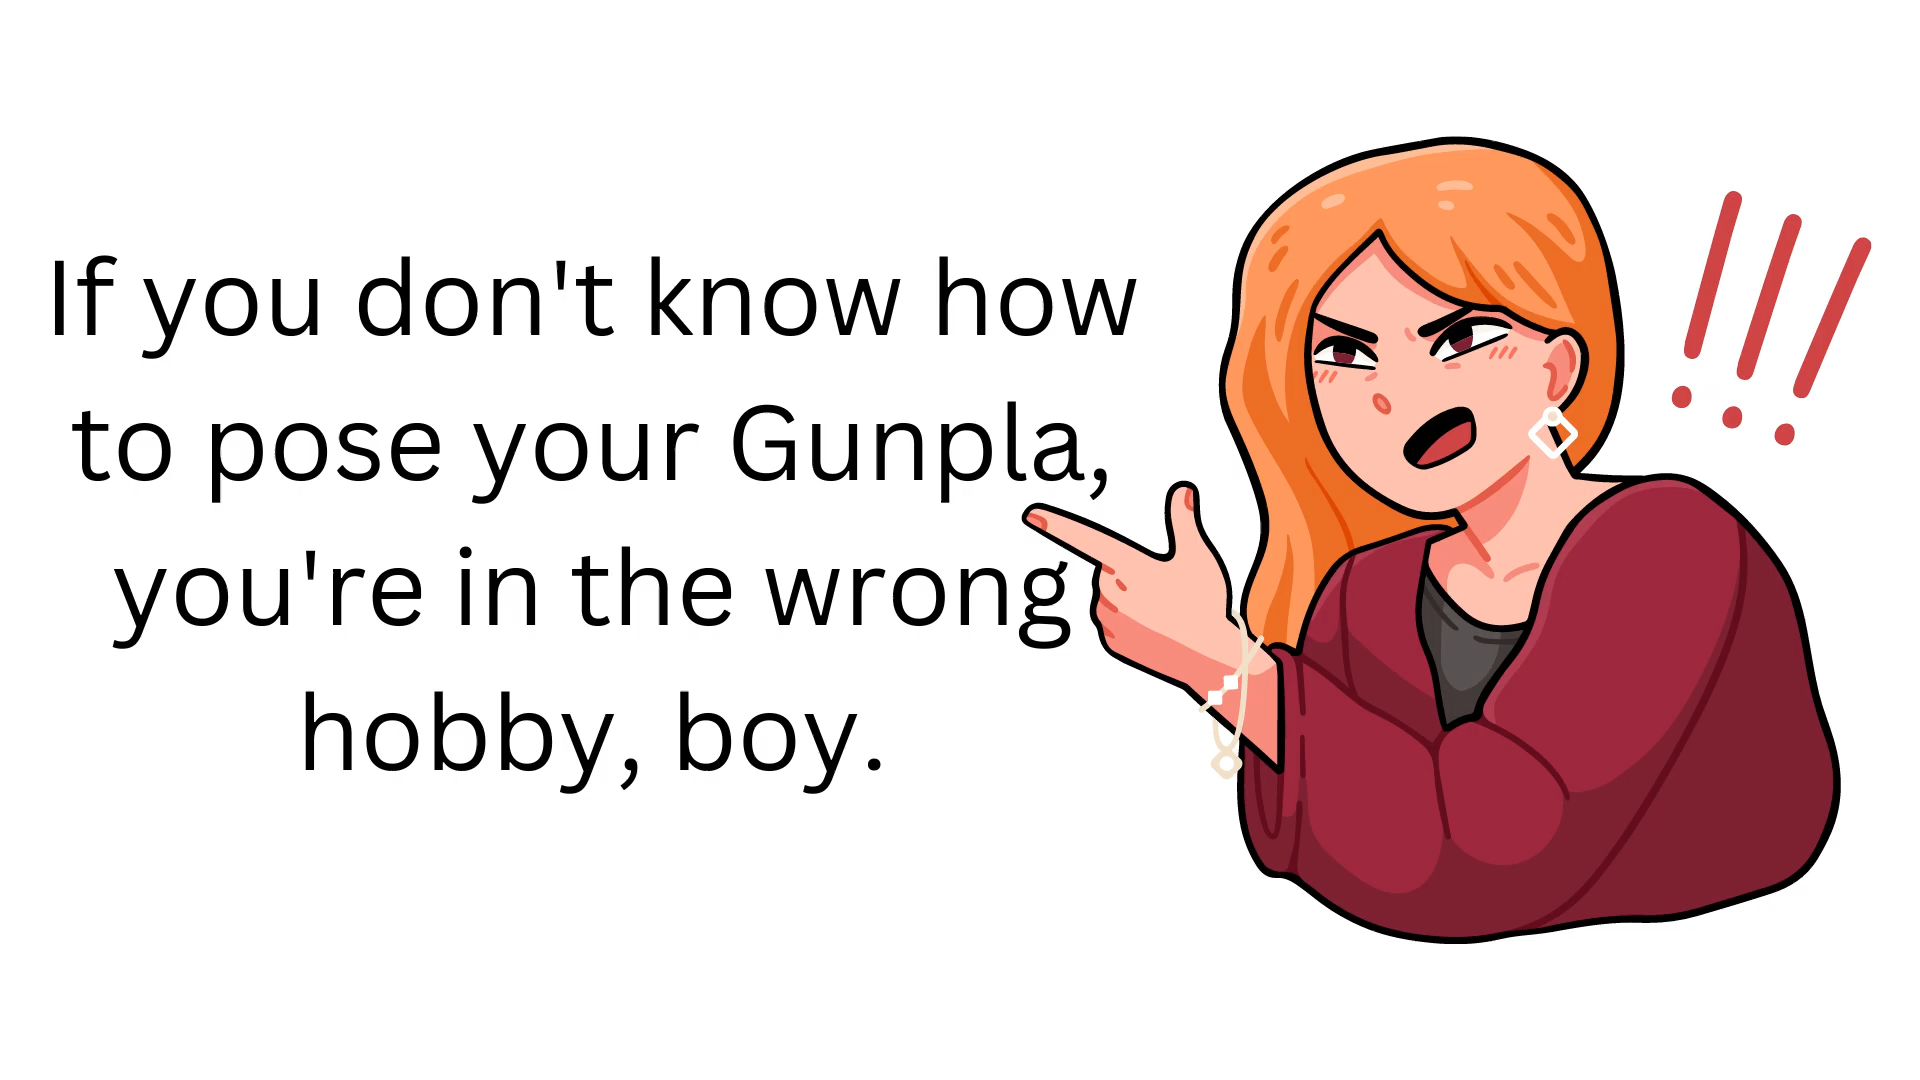 If you don't know how
to pose your Gunpla,
you're in the wrong
hobby, boy.